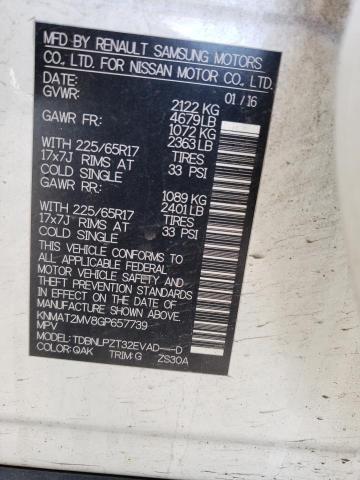 MFD BY RENAULT SAMSUNG MOTORS
CO., LTD. FOR NISSAN MOTOR CO., LTD.
DATE: 01 / 16
GVWR: 2122 KG
4679LB
GAWR FR: 1072 KG
2363 LB
WITH 225/65R17 TIRES
17x7J RIMS AT 33 PSI
COLD SINGLE
GAWR RR: 1089 KG
2401 LB
WITH 225/65R17 TIRES
17x7J RIMS AT 33 PSI
COLD SINGLE
THIS VEHICLE CONFORMS TO
ALL APPLICABLE FEDERAL
MOTOR VEHICLE SAFETY AND
THEFT PREVENTION STANDARDS
IN EFFECT ON THE DATE OF
MANUFACTURE SHOWN ABOVE.
KNMAT2MV8GP657739
MPV
MODEL: TDBNLPZT32EVAD----D
COLOR: QAK TRIM: G ZS30A